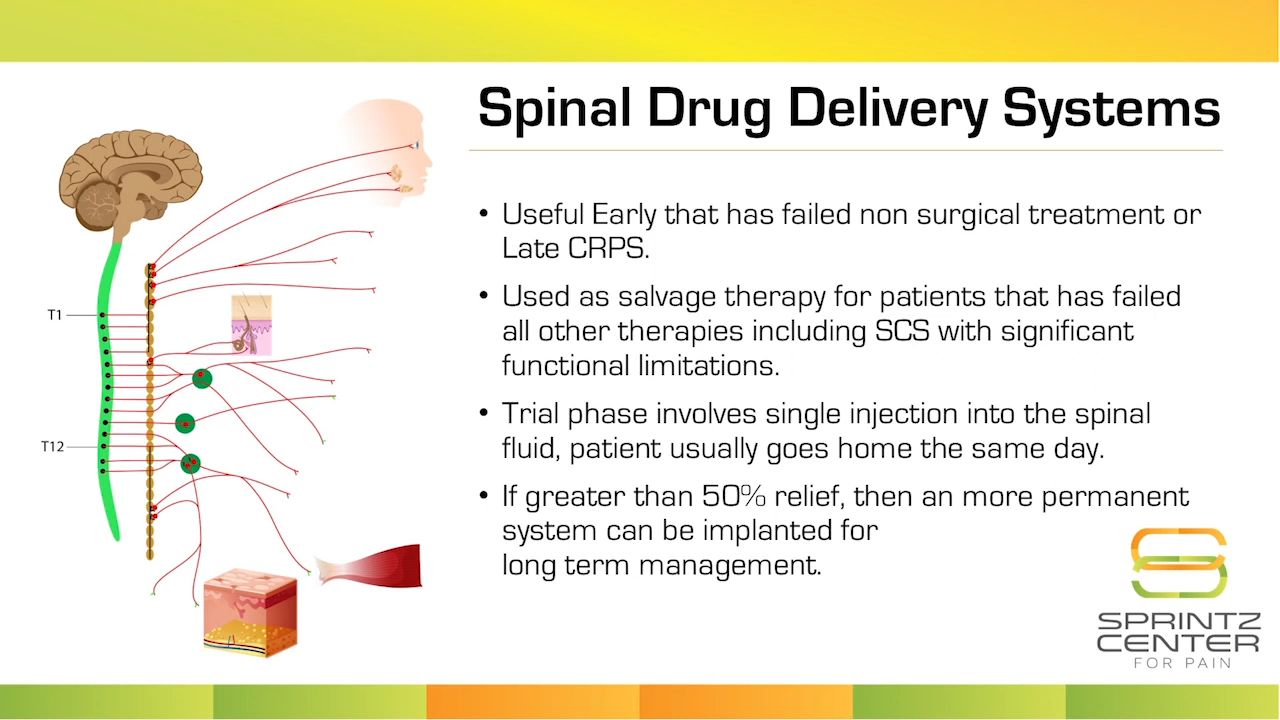 Spinal Drug Delivery Systems
• Useful Early that has failed non surgical treatment or
Late CRPS.
• Used as salvage therapy for patients that has failed
all other therapies including SCS with significant
functional limitations.
• Trial phase involves single injection into the spinal
fluid, patient usually goes home the same day.
• If greater than 50% relief, then an more permanent
system can be implanted for
long term management.
T1
T12
SPRINTZ
CENTER
FOR PAIN